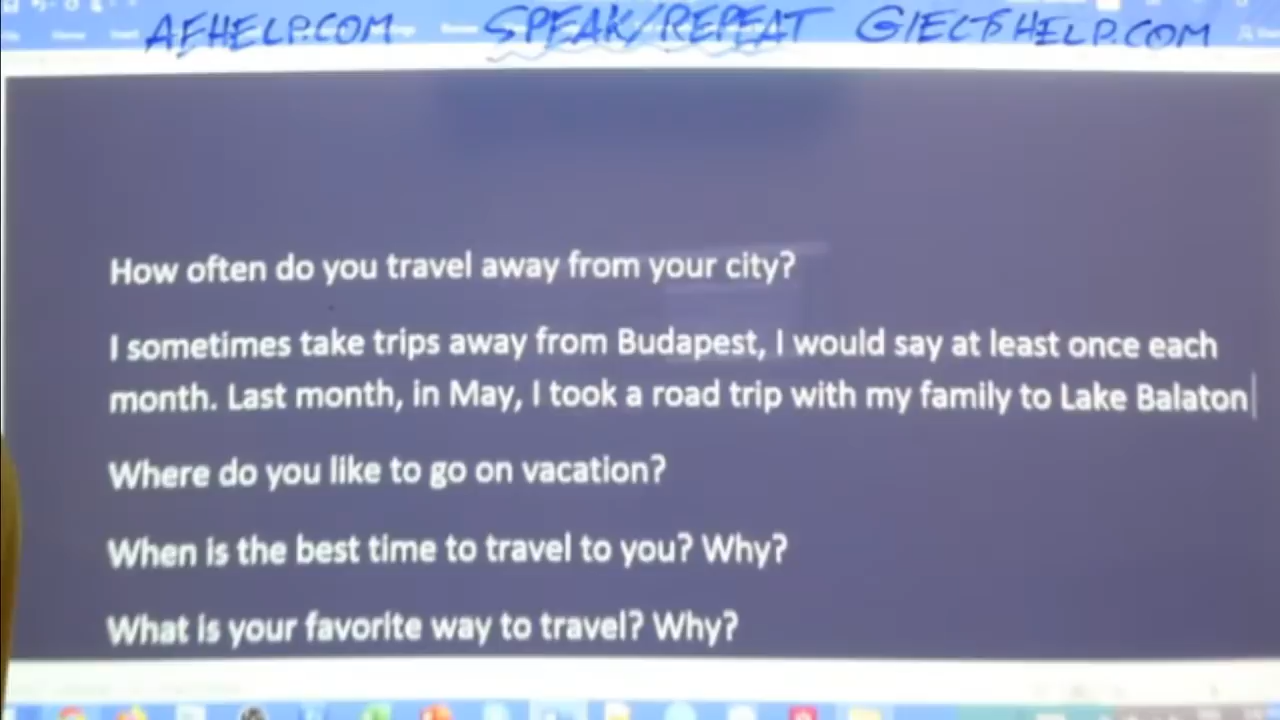 AEHELP.COM SPEAK/REPEAT GIELTSHELP.COM
How often do you travel away from your city?
I sometimes take trips away from Budapest, I would say at least once each
month. Last month, in May, I took a road trip with my family to Lake Balaton
Where do you like to go on vacation?
When is the best time to travel to you? Why?
What is your favorite way to travel? Why?